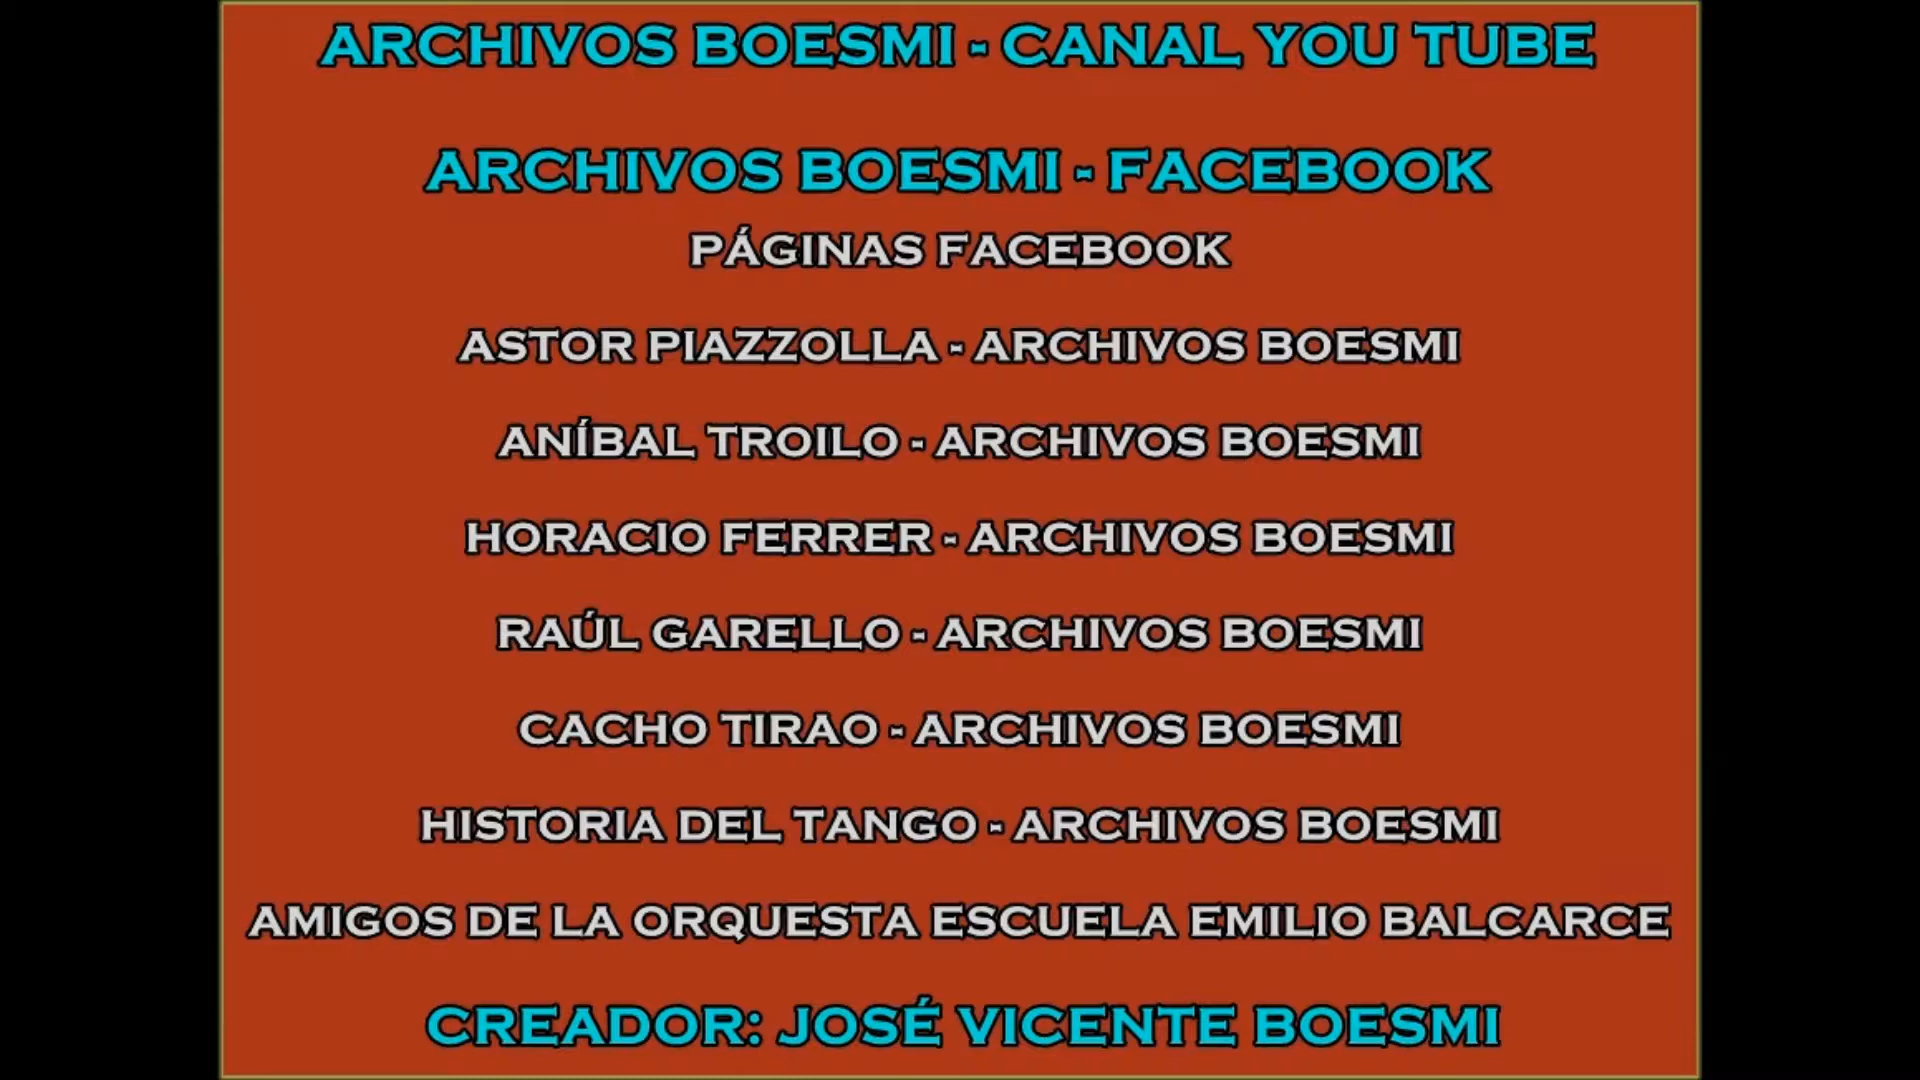 ARCHIVOS BOESMI - CANAL YOU TUBE
ARCHIVOS BOESMI - FACEBOOK
PÁGINAS FACEBOOK
ASTOR PIAZZOLLA - ARCHIVOS BOESMI
ANÍBAL TROILO - ARCHIVOS BOESMI
HORACIO FERRER - ARCHIVOS BOESMI
RAÚL GARELLO - ARCHIVOS BOESMI
CACHO TIRAO - ARCHIVOS BOESMI
HISTORIA DEL TANGO - ARCHIVOS BOESMI
AMIGOS DE LA ORQUESTA ESCUELA EMILIO BALCARCE
CREADOR: JOSÉ VICENTE BOESMI